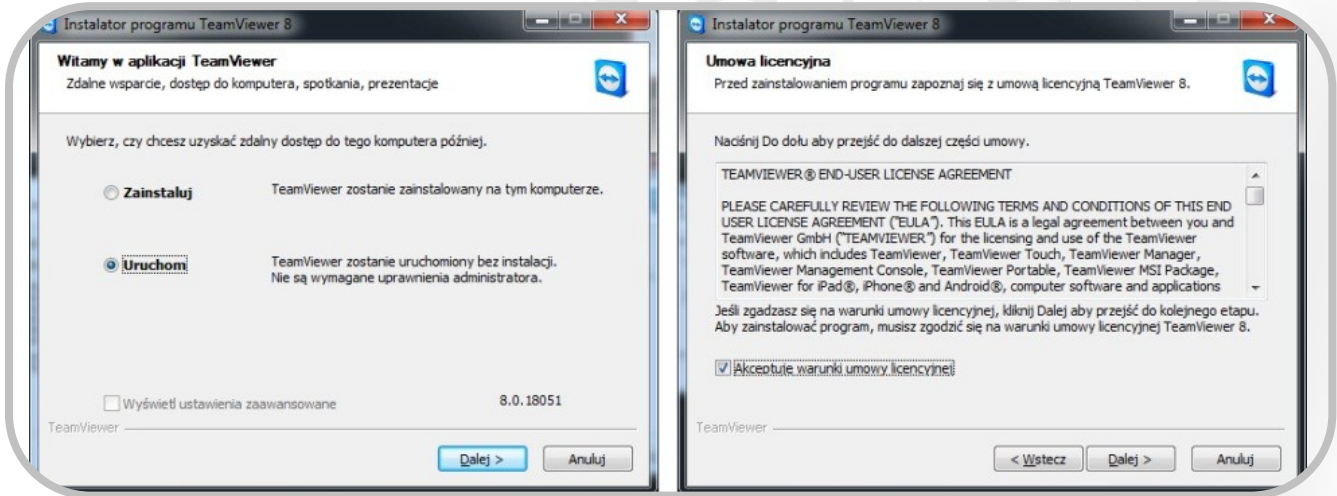 Instalator programu TeamViewer 8
Witamy w aplikacji TeamViewer
Zdalne wsparcie, dostęp do komputera, spotkania, prezentacje
Wybierz, czy chcesz uzyskać zdalny dostęp do tego komputera później.
Zainstaluj
TeamViewer zostanie zainstalowany na tym komputerze.
Uruchom
TeamViewer zostanie uruchomiony bez instalacji.
Nie są wymagane uprawnienia administratora.
Wyświetl ustawienia zaawansowane
8.0.18051
TeamViewer
Dalej >
Anuluj
Instalator programu TeamViewer 8
Umowa licencyjna
Przed zainstalowaniem programu zapoznaj się z umową licencyjną TeamViewer 8.
Naciśnij Do dołu aby przejść do dalszej części umowy.
TEAMVIEWER® END-USER LICENSE AGREEMENT
PLEASE CAREFULLY REVIEW THE FOLLOWING TERMS AND CONDITIONS OF THIS END
USER LICENSE AGREEMENT ("EULA"). This EULA is a legal agreement between you and
TeamViewer GmbH ("TEAMVIEWER") for the licensing and use of the TeamViewer
software, which includes TeamViewer, TeamViewer Touch, TeamViewer Manager,
TeamViewer Management Console, TeamViewer Portable, TeamViewer MSI Package,
TeamViewer for iPad®, iPhone® and Android®, computer software and applications
Jeśli zgadzasz się na warunki umowy licencyjnej, kliknij Dalej aby przejść do kolejnego etapu.
Aby zainstalować program, musisz zgodzić się na warunki umowy licencyjnej TeamViewer 8.
Akceptuję warunki umowy licencyjnej
TeamViewer
< Wstecz
Dalej >
Anuluj